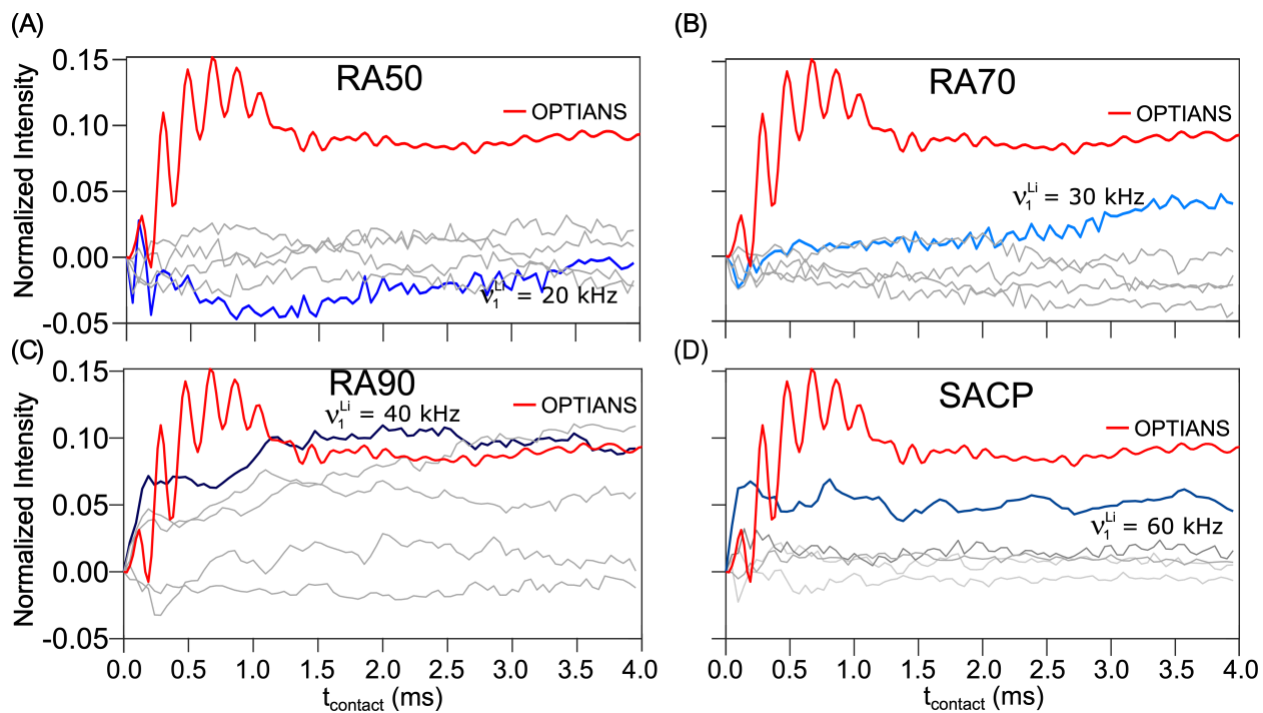 (A)
RA50
OPTIANS
ν₁ᴸⁱ = 20 kHz
Normalized Intensity
0.15
0.10
0.05
0.00
-0.05
(B)
RA70
OPTIANS
ν₁ᴸⁱ = 30 kHz
(C)
RA90
ν₁ᴸⁱ = 40 kHz
OPTIANS
Normalized Intensity
0.15
0.10
0.05
0.00
-0.05
0.0 0.5 1.0 1.5 2.0 2.5 3.0 3.5 4.0
t_contact (ms)
(D)
SACP
OPTIANS
ν₁ᴸⁱ = 60 kHz
0.0 0.5 1.0 1.5 2.0 2.5 3.0 3.5 4.0
t_contact (ms)